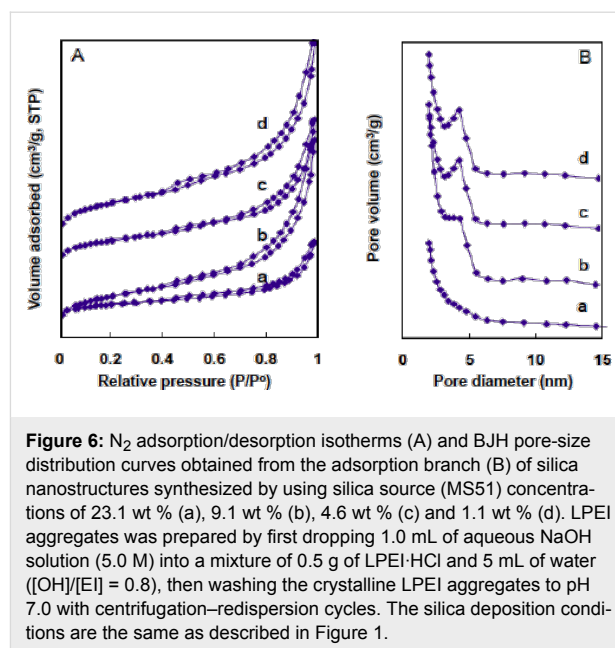 A
B
Volume adsorbed (cm³/g, STP)
d
c
b
a
0 0.2 0.4 0.6 0.8 1
Relative pressure (P/Pº)
Pore volume (cm³/g)
d
c
b
a
0 5 10 15
Pore diameter (nm)
Figure 6: N₂ adsorption/desorption isotherms (A) and BJH pore-size
distribution curves obtained from the adsorption branch (B) of silica
nanostructures synthesized by using silica source (MS51) concentra-
tions of 23.1 wt % (a), 9.1 wt % (b), 4.6 wt % (c) and 1.1 wt % (d). LPEI
aggregates was prepared by first dropping 1.0 mL of aqueous NaOH
solution (5.0 M) into a mixture of 0.5 g of LPEI·HCl and 5 mL of water
([OH]/[EI] = 0.8), then washing the crystalline LPEI aggregates to pH
7.0 with centrifugation–redispersion cycles. The silica deposition condi-
tions are the same as described in Figure 1.